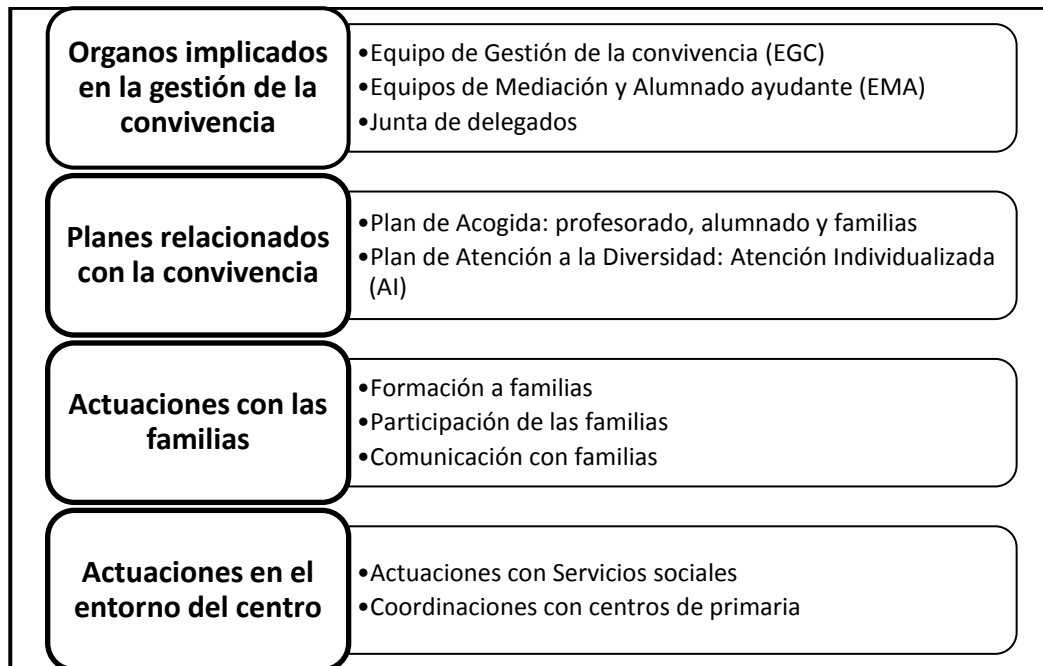 Organos implicados
en la gestión de la
convivencia
•Equipo de Gestión de la convivencia (EGC)
•Equipos de Mediación y Alumnado ayudante (EMA)
•Junta de delegados
Planes relacionados
con la convivencia
•Plan de Acogida: profesorado, alumnado y familias
•Plan de Atención a la Diversidad: Atención Individualizada
(AI)
Actuaciones con las
familias
•Formación a familias
•Participación de las familias
•Comunicación con familias
Actuaciones en el
entorno del centro
•Actuaciones con Servicios sociales
•Coordinaciones con centros de primaria